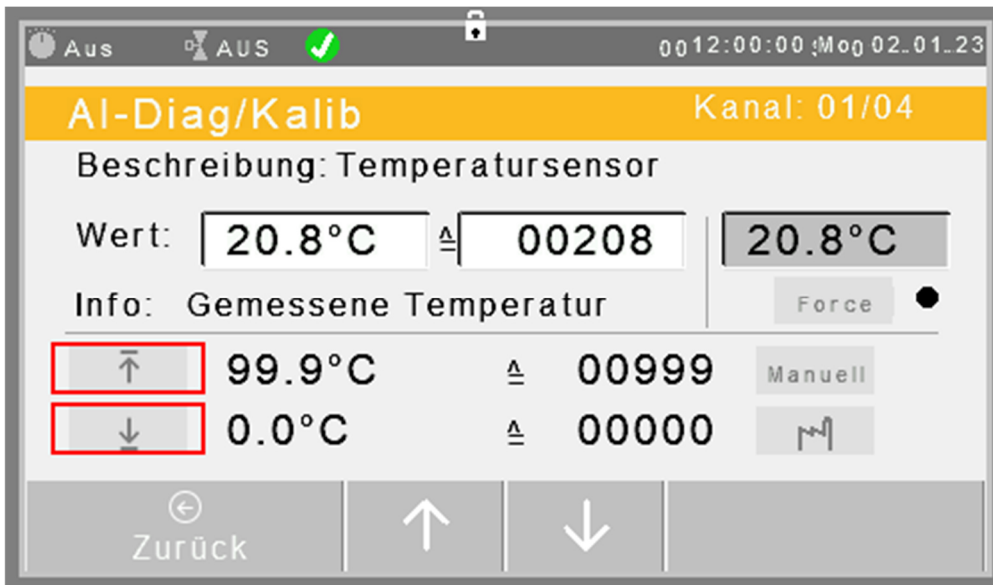 Aus AUS 0012:00:00 :Mog 02.01.23
AI-Diag/Kalib Kanal: 01/04
Beschreibung: Temperatursensor
Wert: 20.8°C ≙ 00208 20.8°C
Info: Gemessene Temperatur Force
99.9°C ≙ 00999 Manuell
0.0°C ≙ 00000
Zurück